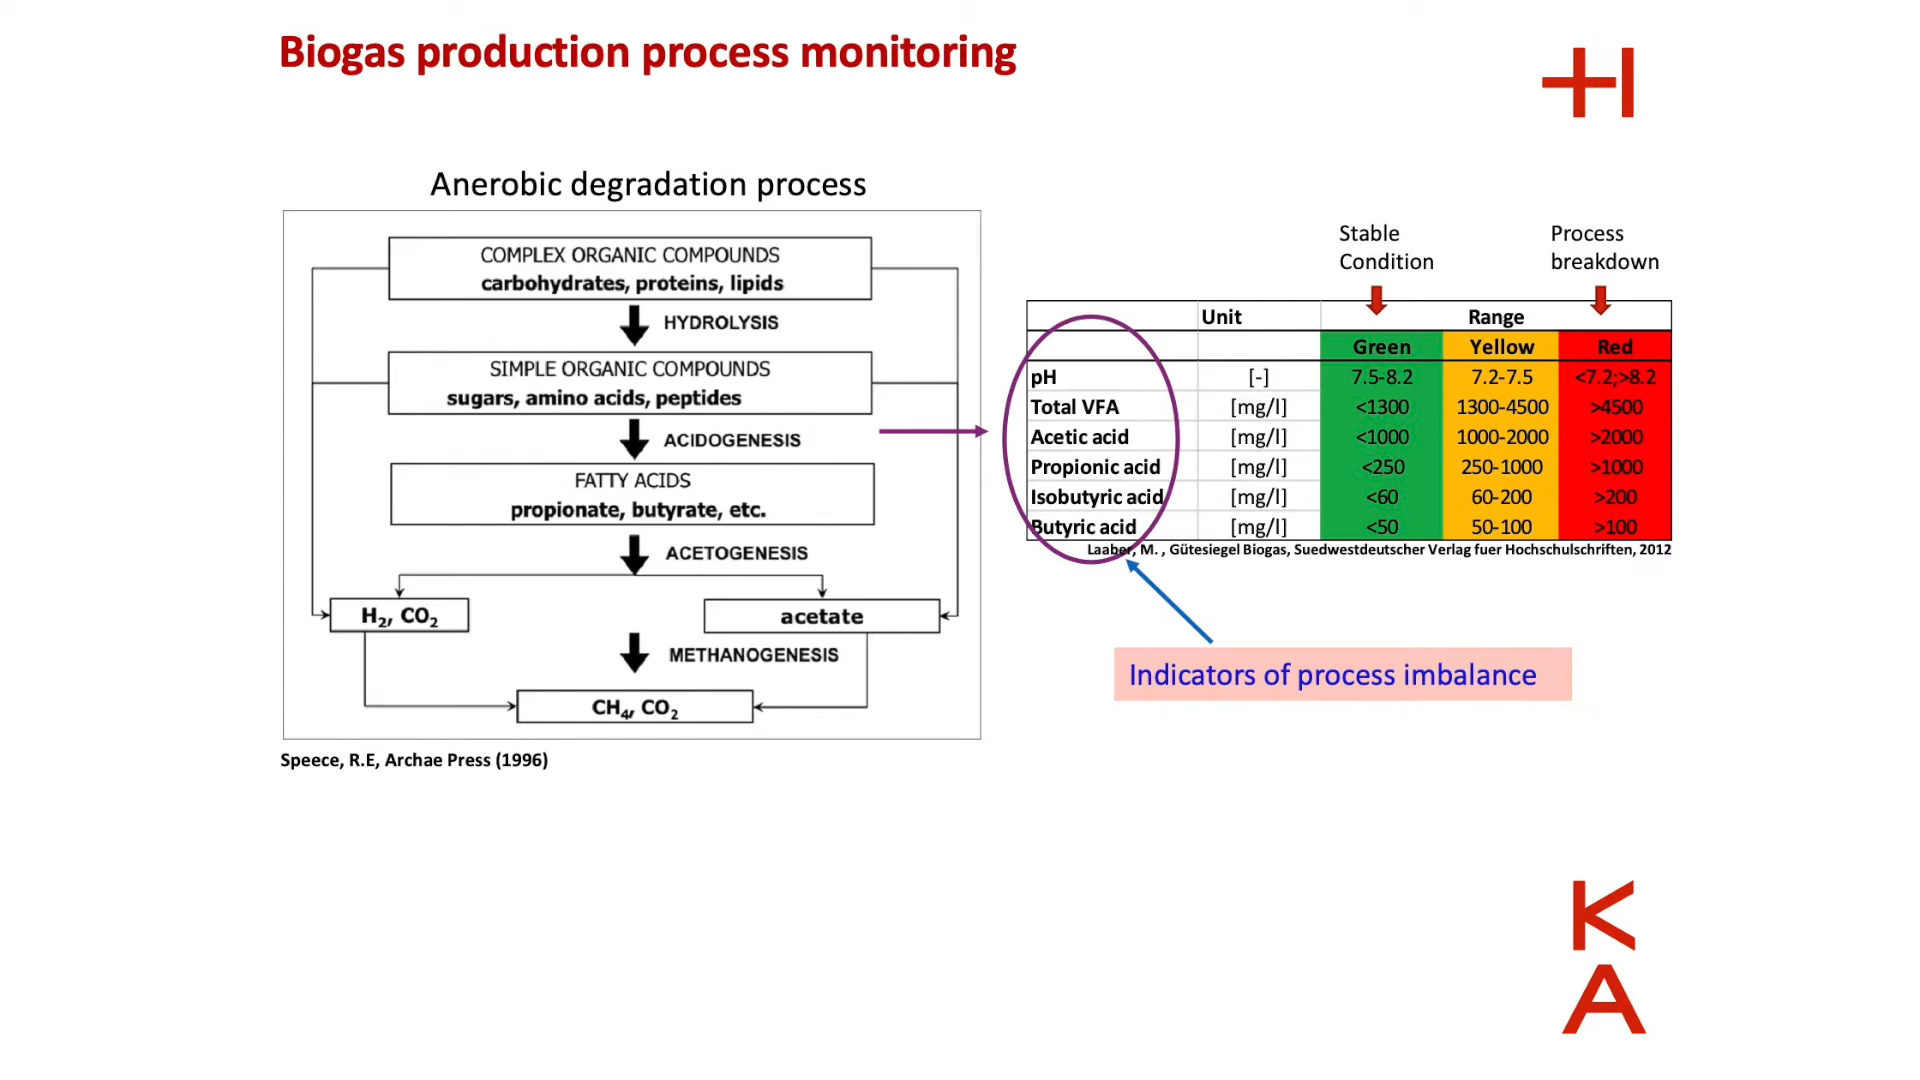 Biogas production process monitoring
Anerobic degradation process
COMPLEX ORGANIC COMPOUNDS
carbohydrates, proteins, lipids
HYDROLYSIS
SIMPLE ORGANIC COMPOUNDS
sugars, amino acids, peptides
ACIDOGENESIS
FATTY ACIDS
propionate, butyrate, etc.
ACETOGENESIS
H2, CO2
acetate
METHANOGENESIS
CH4, CO2
Speece, R.E, Archae Press (1996)
Stable
Condition
Process
breakdown
Unit Range
Green Yellow Red
pH [-] 7.5-8.2 7.2-7.5 <7.2;>8.2
Total VFA [mg/l] <1300 1300-4500 >4500
Acetic acid [mg/l] <1000 1000-2000 >2000
Propionic acid [mg/l] <250 250-1000 >1000
Isobutyric acid [mg/l] <60 60-200 >200
Butyric acid [mg/l] <50 50-100 >100
Laaber, M. , Gütesiegel Biogas, Suedwestdeutscher Verlag fuer Hochschulschriften, 2012
Indicators of process imbalance
H
K
A